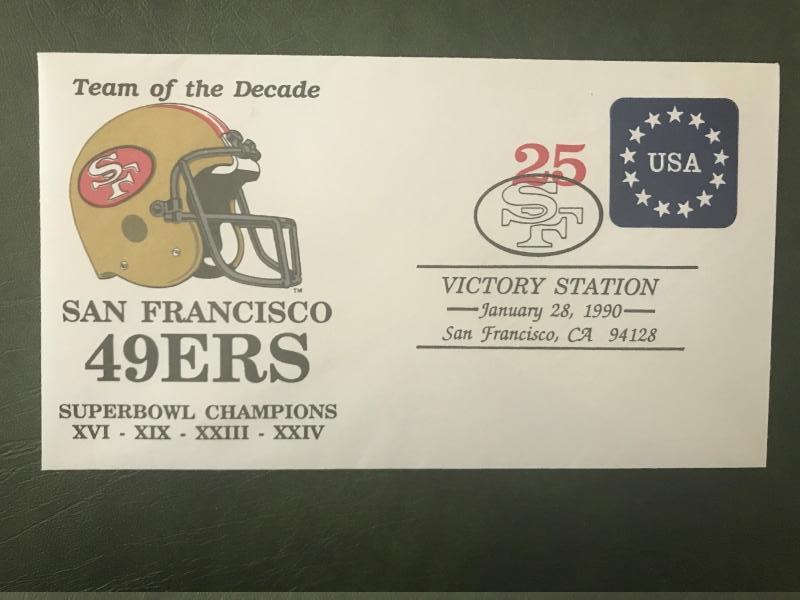 Team of the Decade
SF
TM
SAN FRANCISCO
49ERS
SUPERBOWL CHAMPIONS
XVI - XIX - XXIII - XXIV
25
USA
SF
VICTORY STATION
January 28, 1990
San Francisco, CA 94128